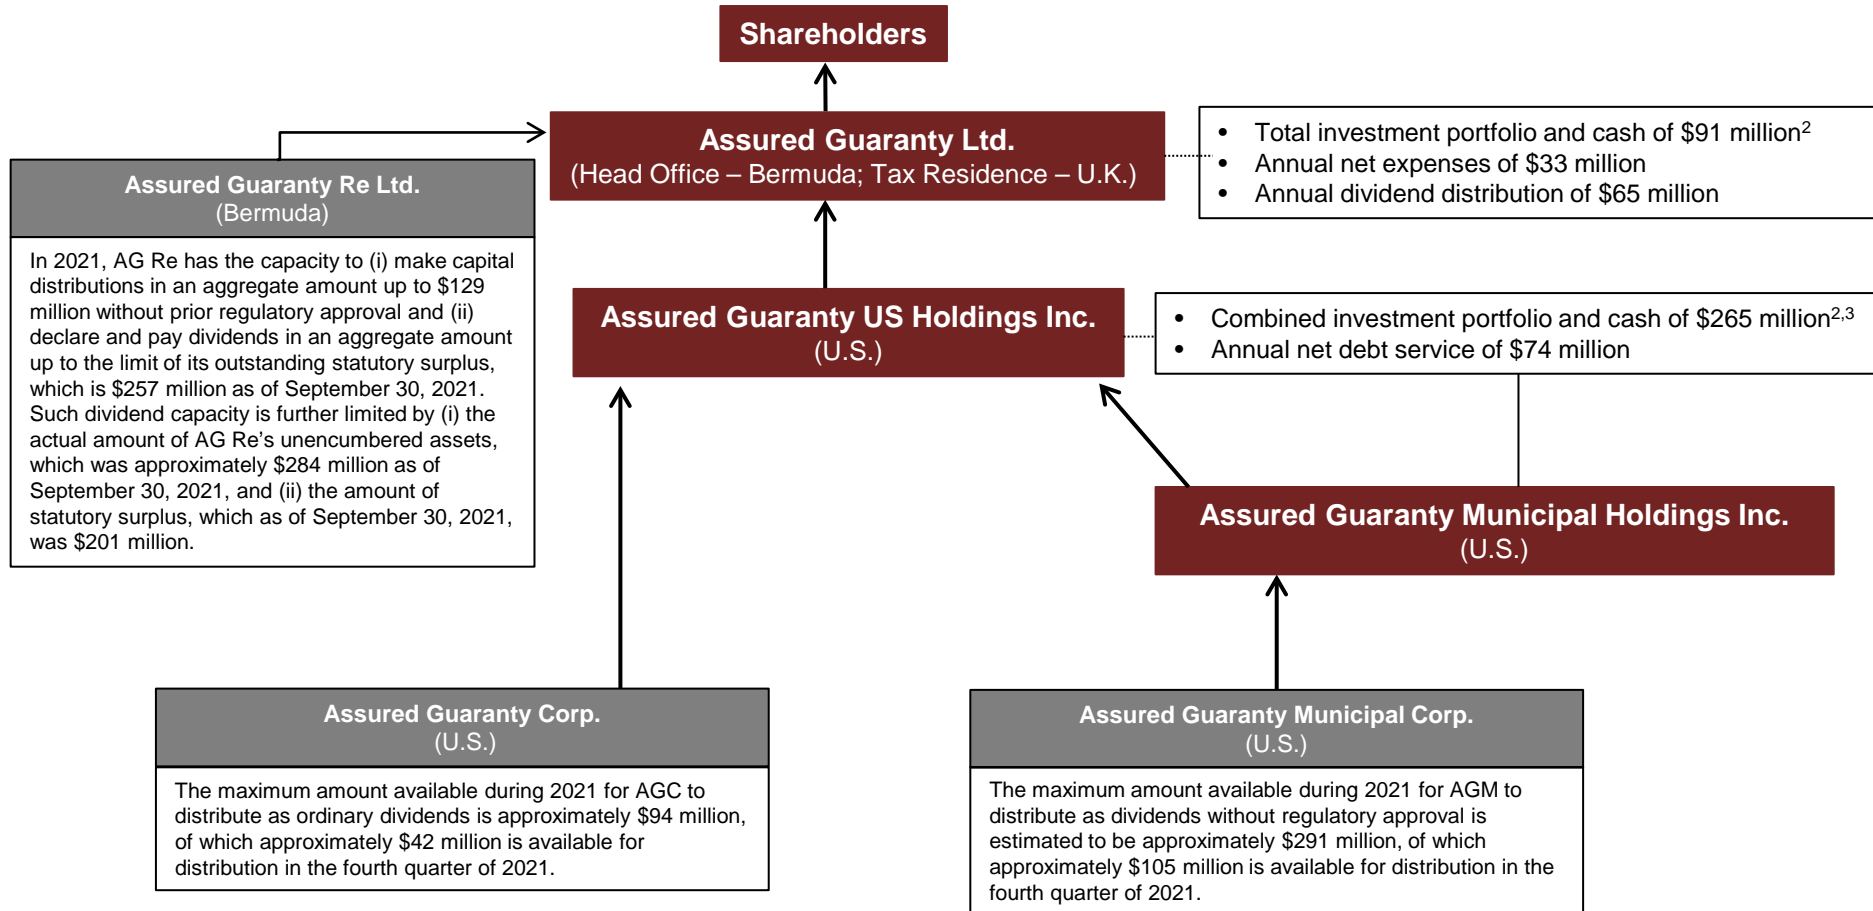 Shareholders
Assured Guaranty Ltd.
(Head Office – Bermuda; Tax Residence – U.K.)
• Total investment portfolio and cash of $91 million2
• Annual net expenses of $33 million
• Annual dividend distribution of $65 million
Assured Guaranty Re Ltd.
(Bermuda)
In 2021, AG Re has the capacity to (i) make capital
distributions in an aggregate amount up to $129
million without prior regulatory approval and (ii)
declare and pay dividends in an aggregate amount
up to the limit of its outstanding statutory surplus,
which is $257 million as of September 30, 2021.
Such dividend capacity is further limited by (i) the
actual amount of AG Re’s unencumbered assets,
which was approximately $284 million as of
September 30, 2021, and (ii) the amount of
statutory surplus, which as of September 30, 2021,
was $201 million.
Assured Guaranty US Holdings Inc.
(U.S.)
• Combined investment portfolio and cash of $265 million2,3
• Annual net debt service of $74 million
Assured Guaranty Municipal Holdings Inc.
(U.S.)
Assured Guaranty Corp.
(U.S.)
The maximum amount available during 2021 for AGC to
distribute as ordinary dividends is approximately $94 million,
of which approximately $42 million is available for
distribution in the fourth quarter of 2021.
Assured Guaranty Municipal Corp.
(U.S.)
The maximum amount available during 2021 for AGM to
distribute as dividends without regulatory approval is
estimated to be approximately $291 million, of which
approximately $105 million is available for distribution in the
fourth quarter of 2021.